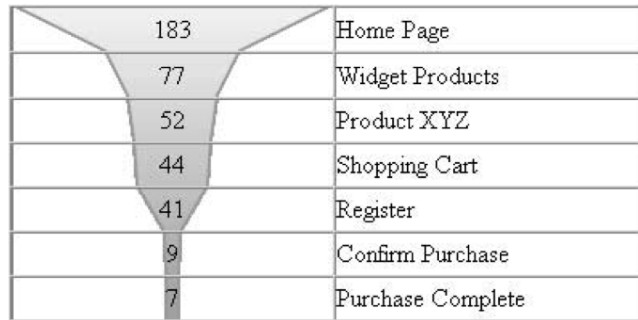 183 Home Page
77 Widget Products
52 Product XYZ
44 Shopping Cart
41 Register
9 Confirm Purchase
7 Purchase Complete